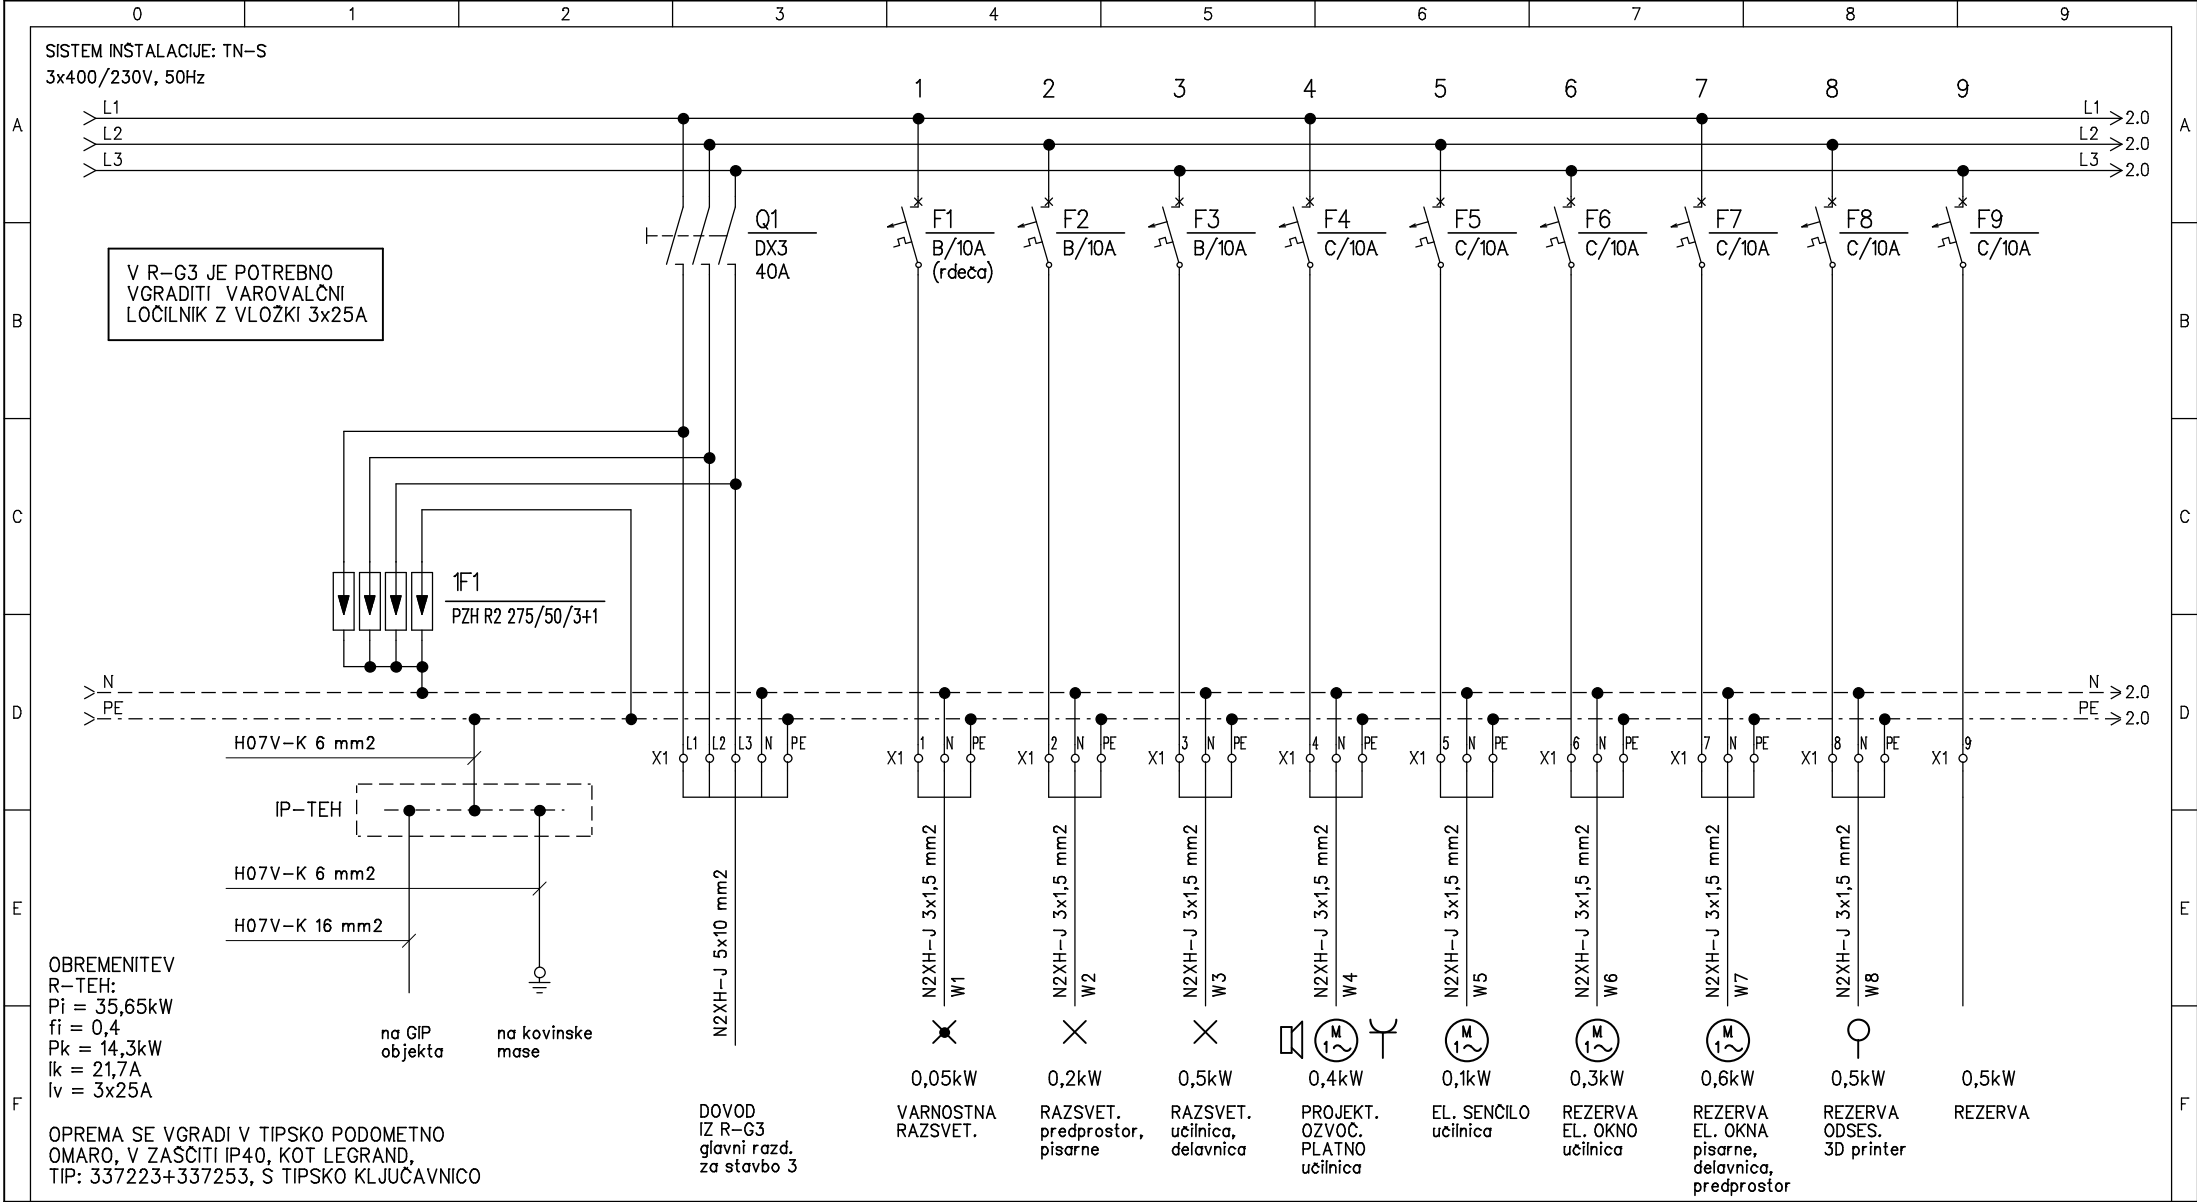 0 1 2 3 4 5 6 7 8 9
SISTEM INŠTALACIJE: TN-S
3x400/230V, 50Hz
1 2 3 4 5 6 7 8 9
A L1 L1 2.0 A
L2 L2 2.0
L3 L3 2.0
Q1
DX3
40A
F1
B/10A
(rdeča)
F2
B/10A
F3
B/10A
F4
C/10A
F5
C/10A
F6
C/10A
F7
C/10A
F8
C/10A
F9
C/10A
V R-G3 JE POTREBNO
VGRADITI VAROVALČNI
LOČILNIK Z VLOŽKI 3x25A
B B
C C
1F1
PZH R2 275/50/3+1
N N 2.0
D D
PE PE 2.0
H07V-K 6 mm2
X1 L1 L2 L3 N PE
X1 1 N PE
X1 2 N PE
X1 3 N PE
X1 4 N PE
X1 5 N PE
X1 6 N PE
X1 7 N PE
X1 8 N PE
X1 9
IP-TEH
H07V-K 6 mm2
H07V-K 16 mm2
E E
N2XH-J 5x10 mm2
N2XH-J 3x1,5 mm2
W1
N2XH-J 3x1,5 mm2
W2
N2XH-J 3x1,5 mm2
W3
N2XH-J 3x1,5 mm2
W4
N2XH-J 3x1,5 mm2
W5
N2XH-J 3x1,5 mm2
W6
N2XH-J 3x1,5 mm2
W7
N2XH-J 3x1,5 mm2
W8
OBREMENITEV
R-TEH:
Pi = 35,65kW
fi = 0,4
Pk = 14,3kW
Ik = 21,7A
Iv = 3x25A
na GIP
objekta
na kovinske
mase
M
1~
M
1~
M
1~
M
1~
0,05kW 0,2kW 0,5kW 0,4kW 0,1kW 0,3kW 0,6kW 0,5kW 0,5kW
F F
DOVOD
IZ R-G3
glavni razd.
za stavbo 3
VARNOSTNA
RAZSVET.
RAZSVET.
predprostor,
pisarne
RAZSVET.
učilnica,
delavnica
PROJEKT.
OZVOČ.
PLATNO
učilnica
EL. SENČILO
učilnica
REZERVA
EL. OKNO
učilnica
REZERVA
EL. OKNA
pisarne,
delavnica,
predprostor
REZERVA
ODSES.
3D printer
REZERVA
OPREMA SE VGRADI V TIPSKO PODOMETNO
OMARO, V ZAŠČITI IP40, KOT LEGRAND,
TIP: 337223+337253, S TIPSKO KLJUČAVNICO